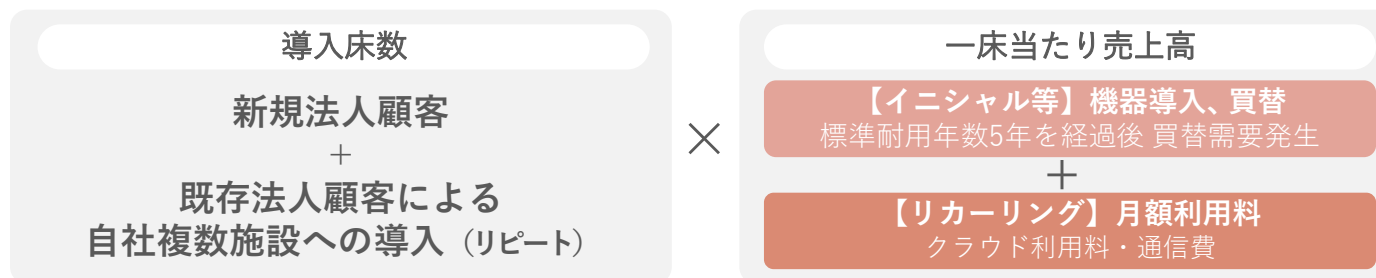 導入床数
新規法人顧客
+
既存法人顧客による
自社複数施設への導入（リピート）
×
一床当たり売上高
【イニシャル等】機器導入、買替
標準耐用年数5年を経過後 買替需要発生
+
【リカーリング】月額利用料
クラウド利用料・通信費